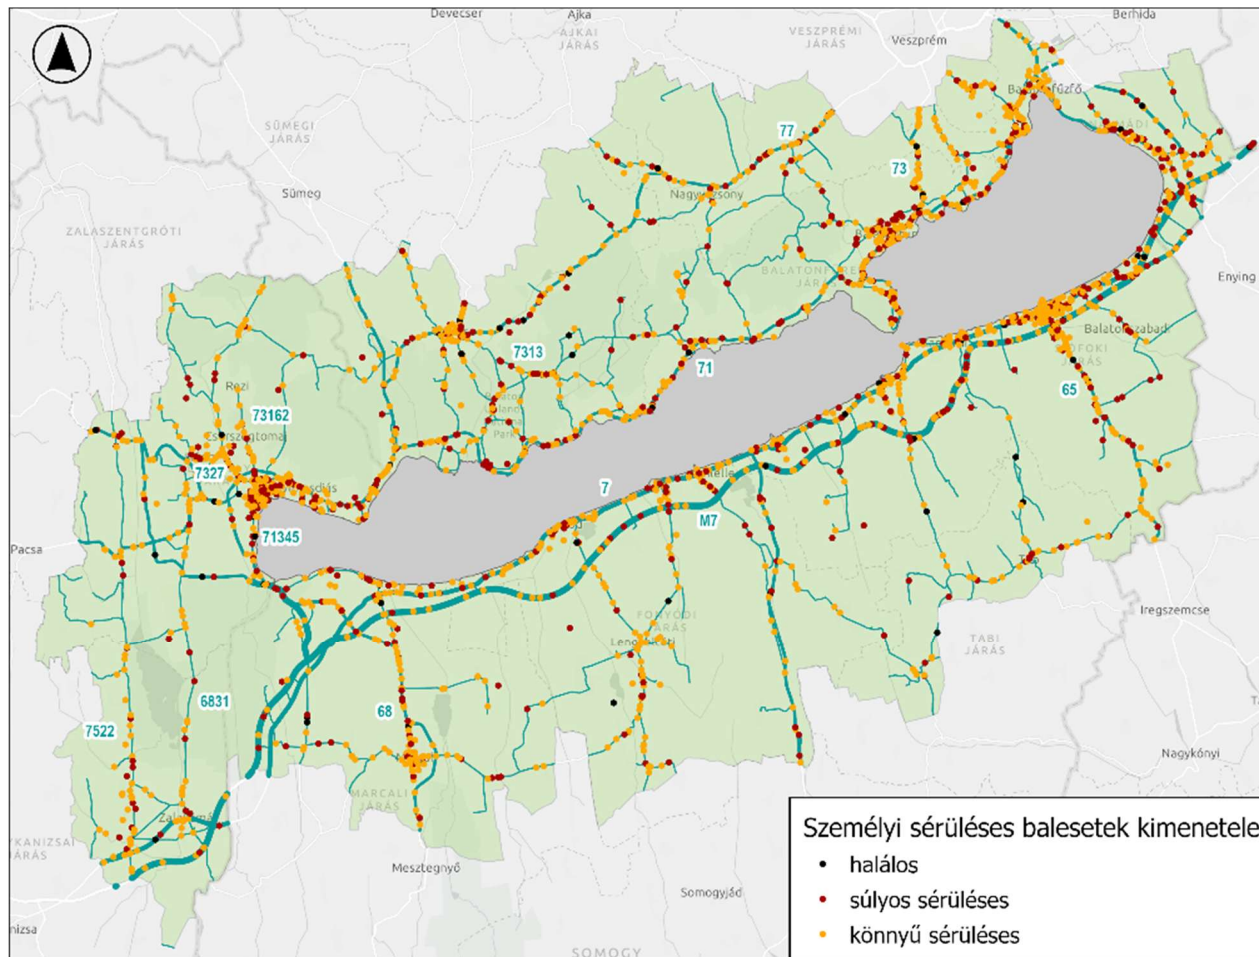 Devecser
Ajka
AJKAI
JÁRÁS
VESZPRÉMI
JÁRÁS
Veszprém
Berhida
SÜMEGI
JÁRÁS
77
73
Sümeg
ZALASZENTGRÓTI
JÁRÁS
Enying
7313
71
65
Rezi
73162
7327
7
M7
71345
Pacsa
FONYÓDI
JÁRÁS
TABI
JÁRÁS
Iregszemcse
6831
7522
68
Nagykónyi
MARCALI
JÁRÁS
Mesztegnyő
Somogyjád
SOMOGY
Személyi sérüléses balesetek kimenetele
halálos
súlyos sérüléses
könnyű sérüléses